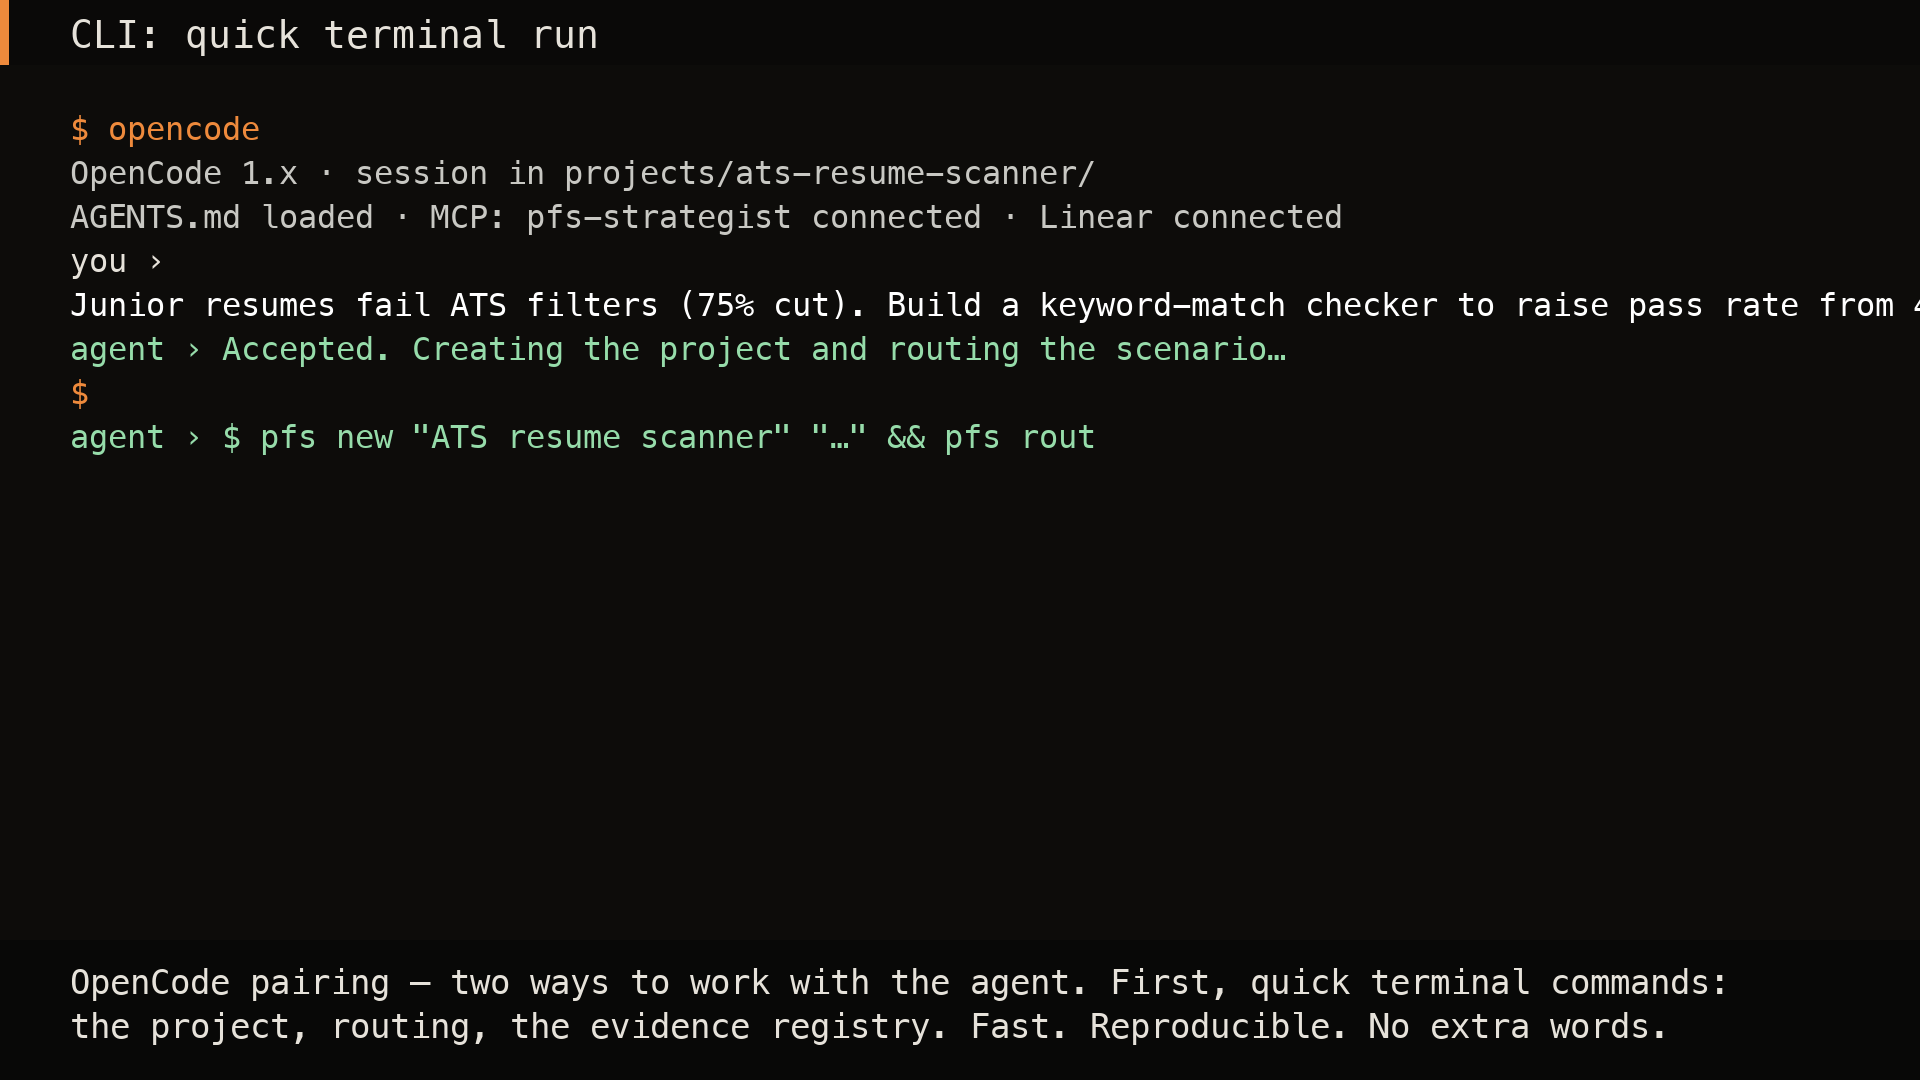 CLI: quick terminal run
$ opencode
OpenCode 1.x · session in projects/ats-resume-scanner/
AGENTS.md loaded · MCP: pfs-strategist connected · Linear connected
you ›
Junior resumes fail ATS filters (75% cut). Build a keyword-match checker to raise pass rate from
agent › Accepted. Creating the project and routing the scenario…
$
agent › $ pfs new "ATS resume scanner" "…" && pfs rout
OpenCode pairing — two ways to work with the agent. First, quick terminal commands:
the project, routing, the evidence registry. Fast. Reproducible. No extra words.